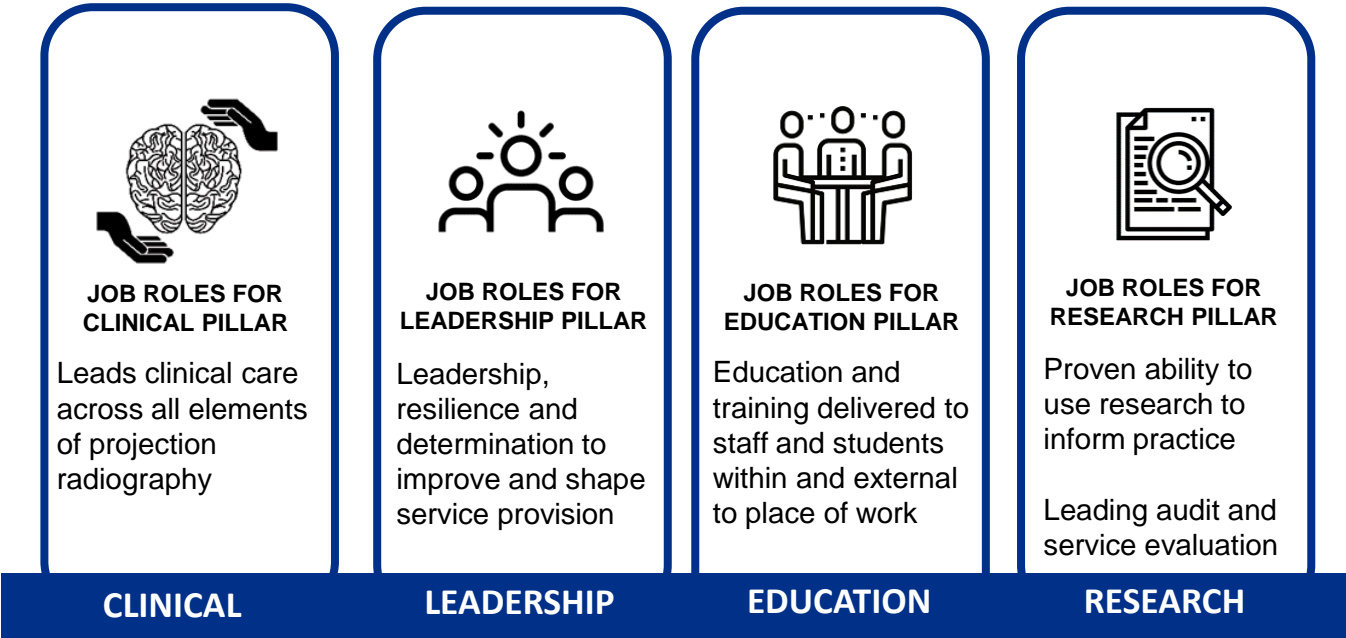 JOB ROLES FOR
CLINICAL PILLAR
Leads clinical care
across all elements
of projection
radiography
CLINICAL
JOB ROLES FOR
LEADERSHIP PILLAR
Leadership,
resilience and
determination to
improve and shape
service provision
LEADERSHIP
JOB ROLES FOR
EDUCATION PILLAR
Education and
training delivered to
staff and students
within and external
to place of work
EDUCATION
JOB ROLES FOR
RESEARCH PILLAR
Proven ability to
use research to
inform practice
Leading audit and
service evaluation
RESEARCH